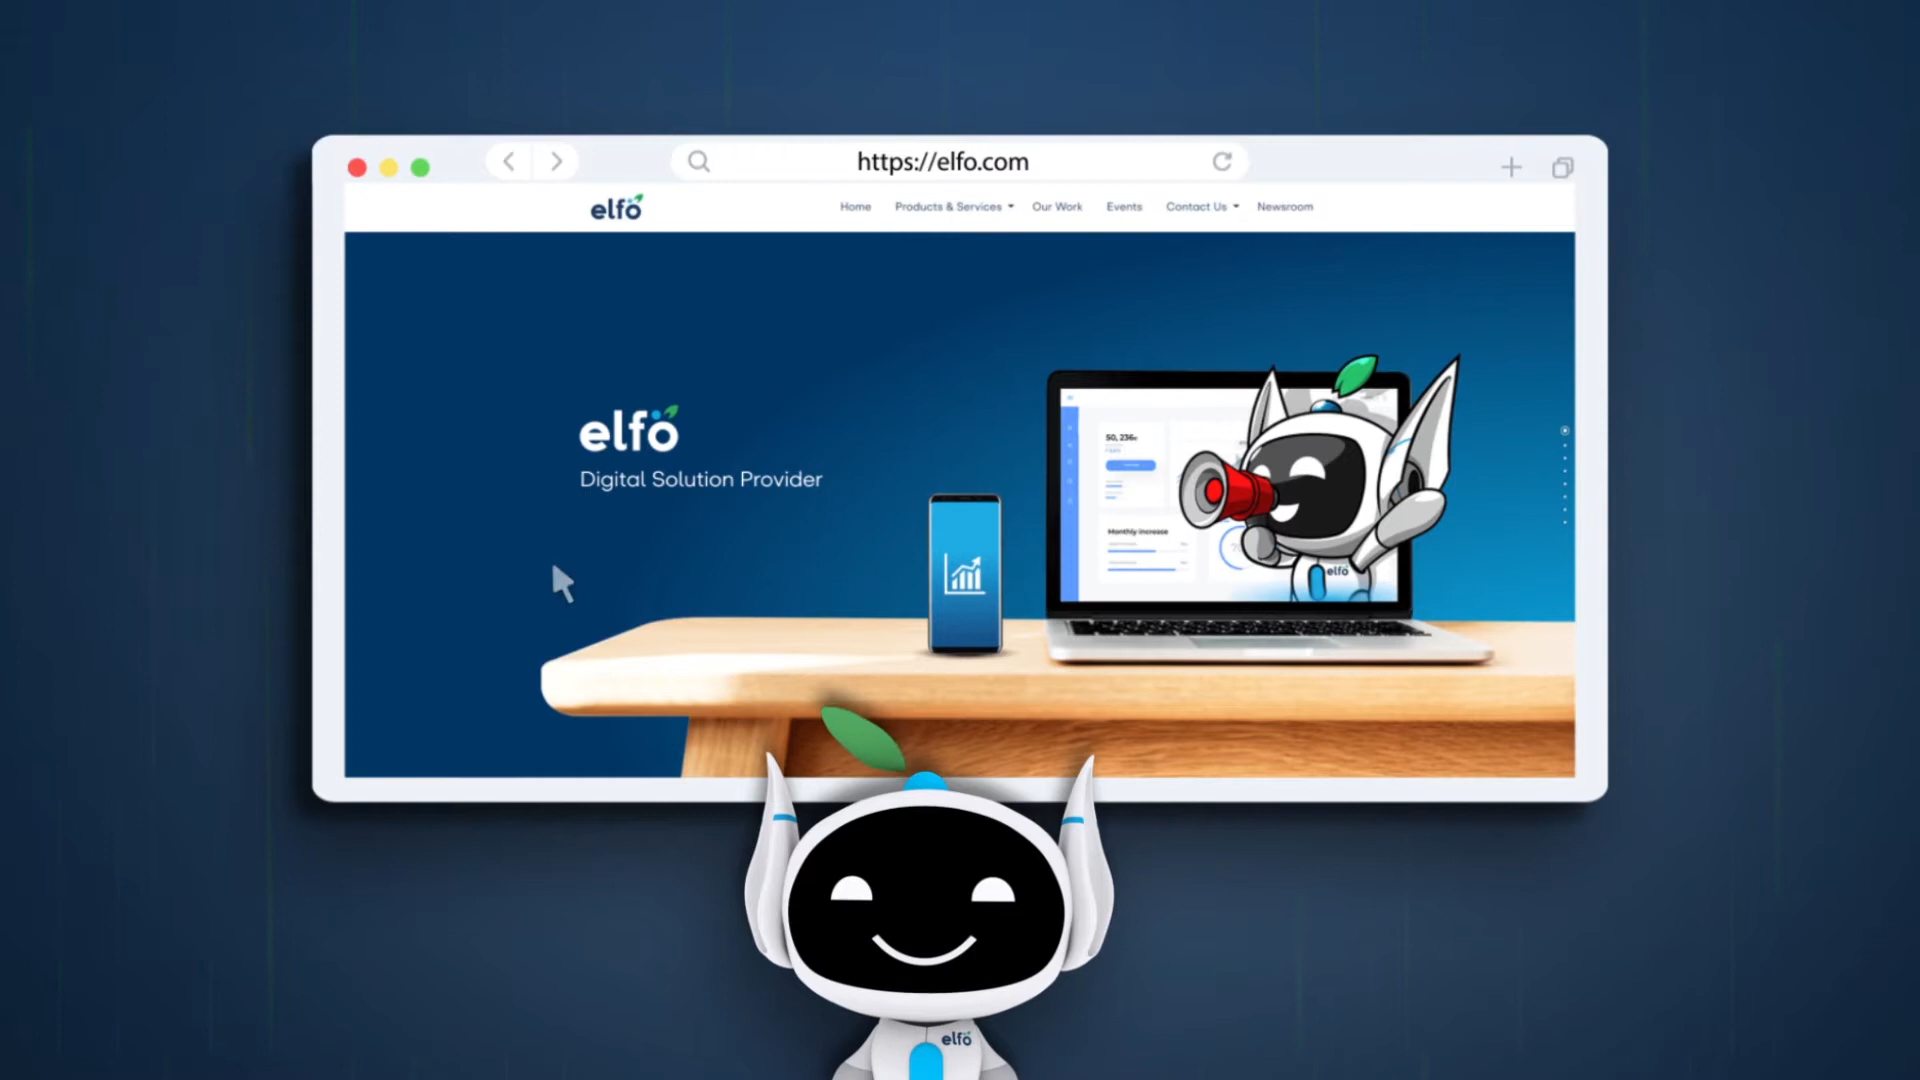 https://elfo.com
elfo
Home Products & Services Our Work Events Contact Us Newsroom
elfo
Digital Solution Provider
50, 236
Monthly increase
elfo
elfo